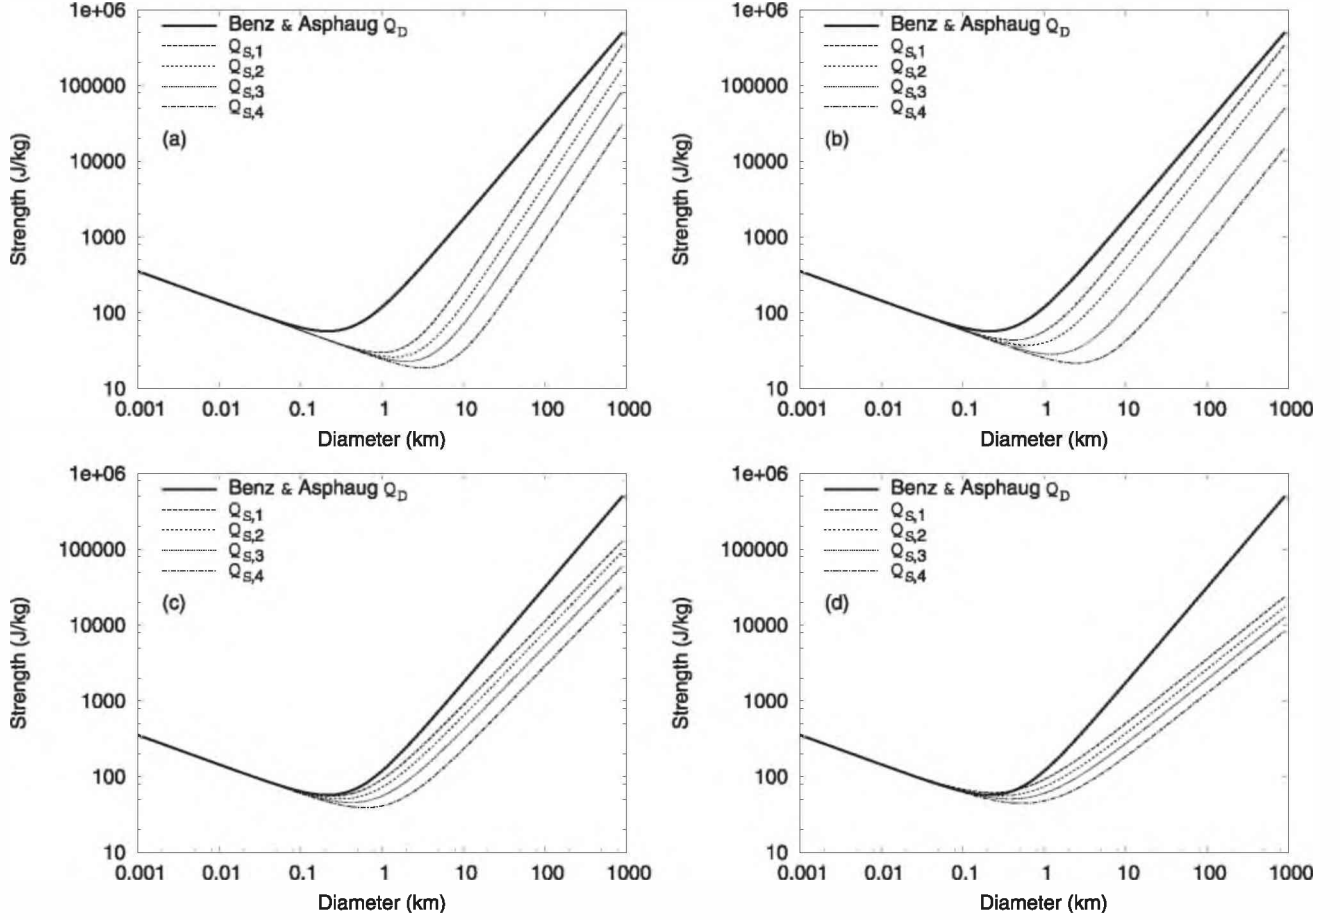 1e+06
100000
10000
1000
100
10
Strength (J/kg)
0.001 0.01 0.1 1 10 100 1000
Diameter (km)
Benz & Asphaug Q_D
Q_S,1
Q_S,2
Q_S,3
Q_S,4
(a)
1e+06
100000
10000
1000
100
10
Strength (J/kg)
0.001 0.01 0.1 1 10 100 1000
Diameter (km)
Benz & Asphaug Q_D
Q_S,1
Q_S,2
Q_S,3
Q_S,4
(b)
1e+06
100000
10000
1000
100
10
Strength (J/kg)
0.001 0.01 0.1 1 10 100 1000
Diameter (km)
Benz & Asphaug Q_D
Q_S,1
Q_S,2
Q_S,3
Q_S,4
(c)
1e+06
100000
10000
1000
100
10
Strength (J/kg)
0.001 0.01 0.1 1 10 100 1000
Diameter (km)
Benz & Asphaug Q_D
Q_S,1
Q_S,2
Q_S,3
Q_S,4
(d)